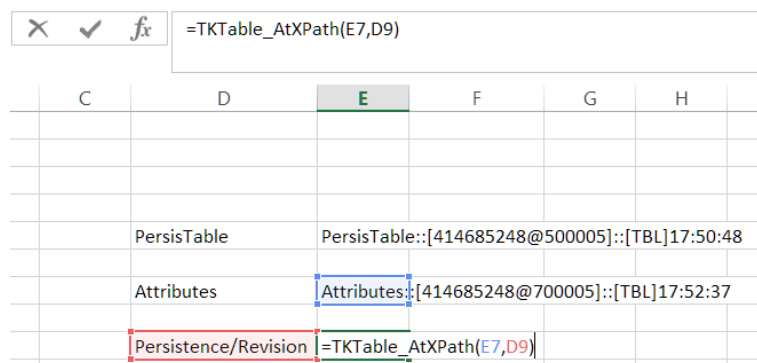 fx =TKTable_AtXPath(E7,D9)
C D E F G H
PersisTable PersisTable::[414685248@500005]::[TBL]17:50:48
Attributes Attributes::[414685248@700005]::[TBL]17:52:37
Persistence/Revision =TKTable_AtXPath(E7,D9)